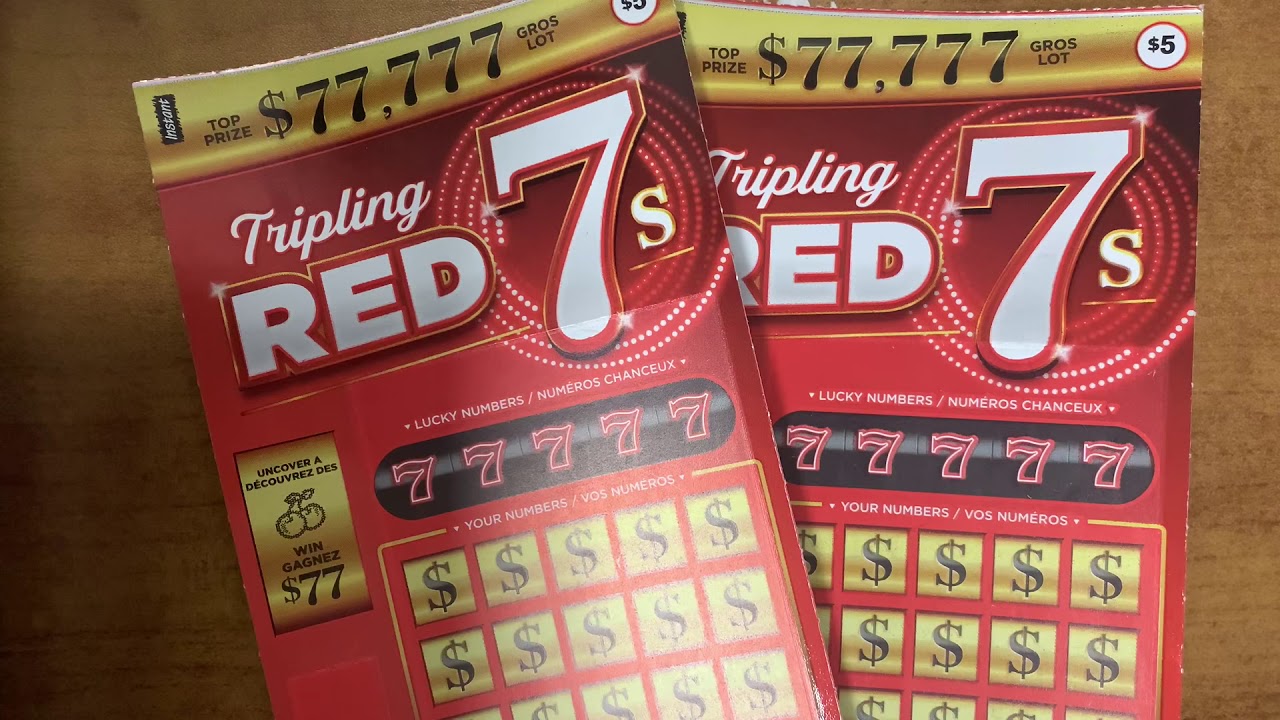 $5
Instant
TOP PRIZE $77,777 GROS LOT
Tripling
RED 7s
LUCKY NUMBERS / NUMÉROS CHANCEUX
7 7 7 7 7
UNCOVER A
DÉCOUVREZ DES
WIN
GAGNEZ
$77
YOUR NUMBERS / VOS NUMÉROS
$ $ $ $ $
$ $ $ $ $
$ $ $ $ $
TOP PRIZE $77,777 GROS LOT
$5
Tripling
RED 7s
LUCKY NUMBERS / NUMÉROS CHANCEUX
7 7 7 7 7
YOUR NUMBERS / VOS NUMÉROS
$ $ $ $ $
$ $ $ $
$ $ $ $